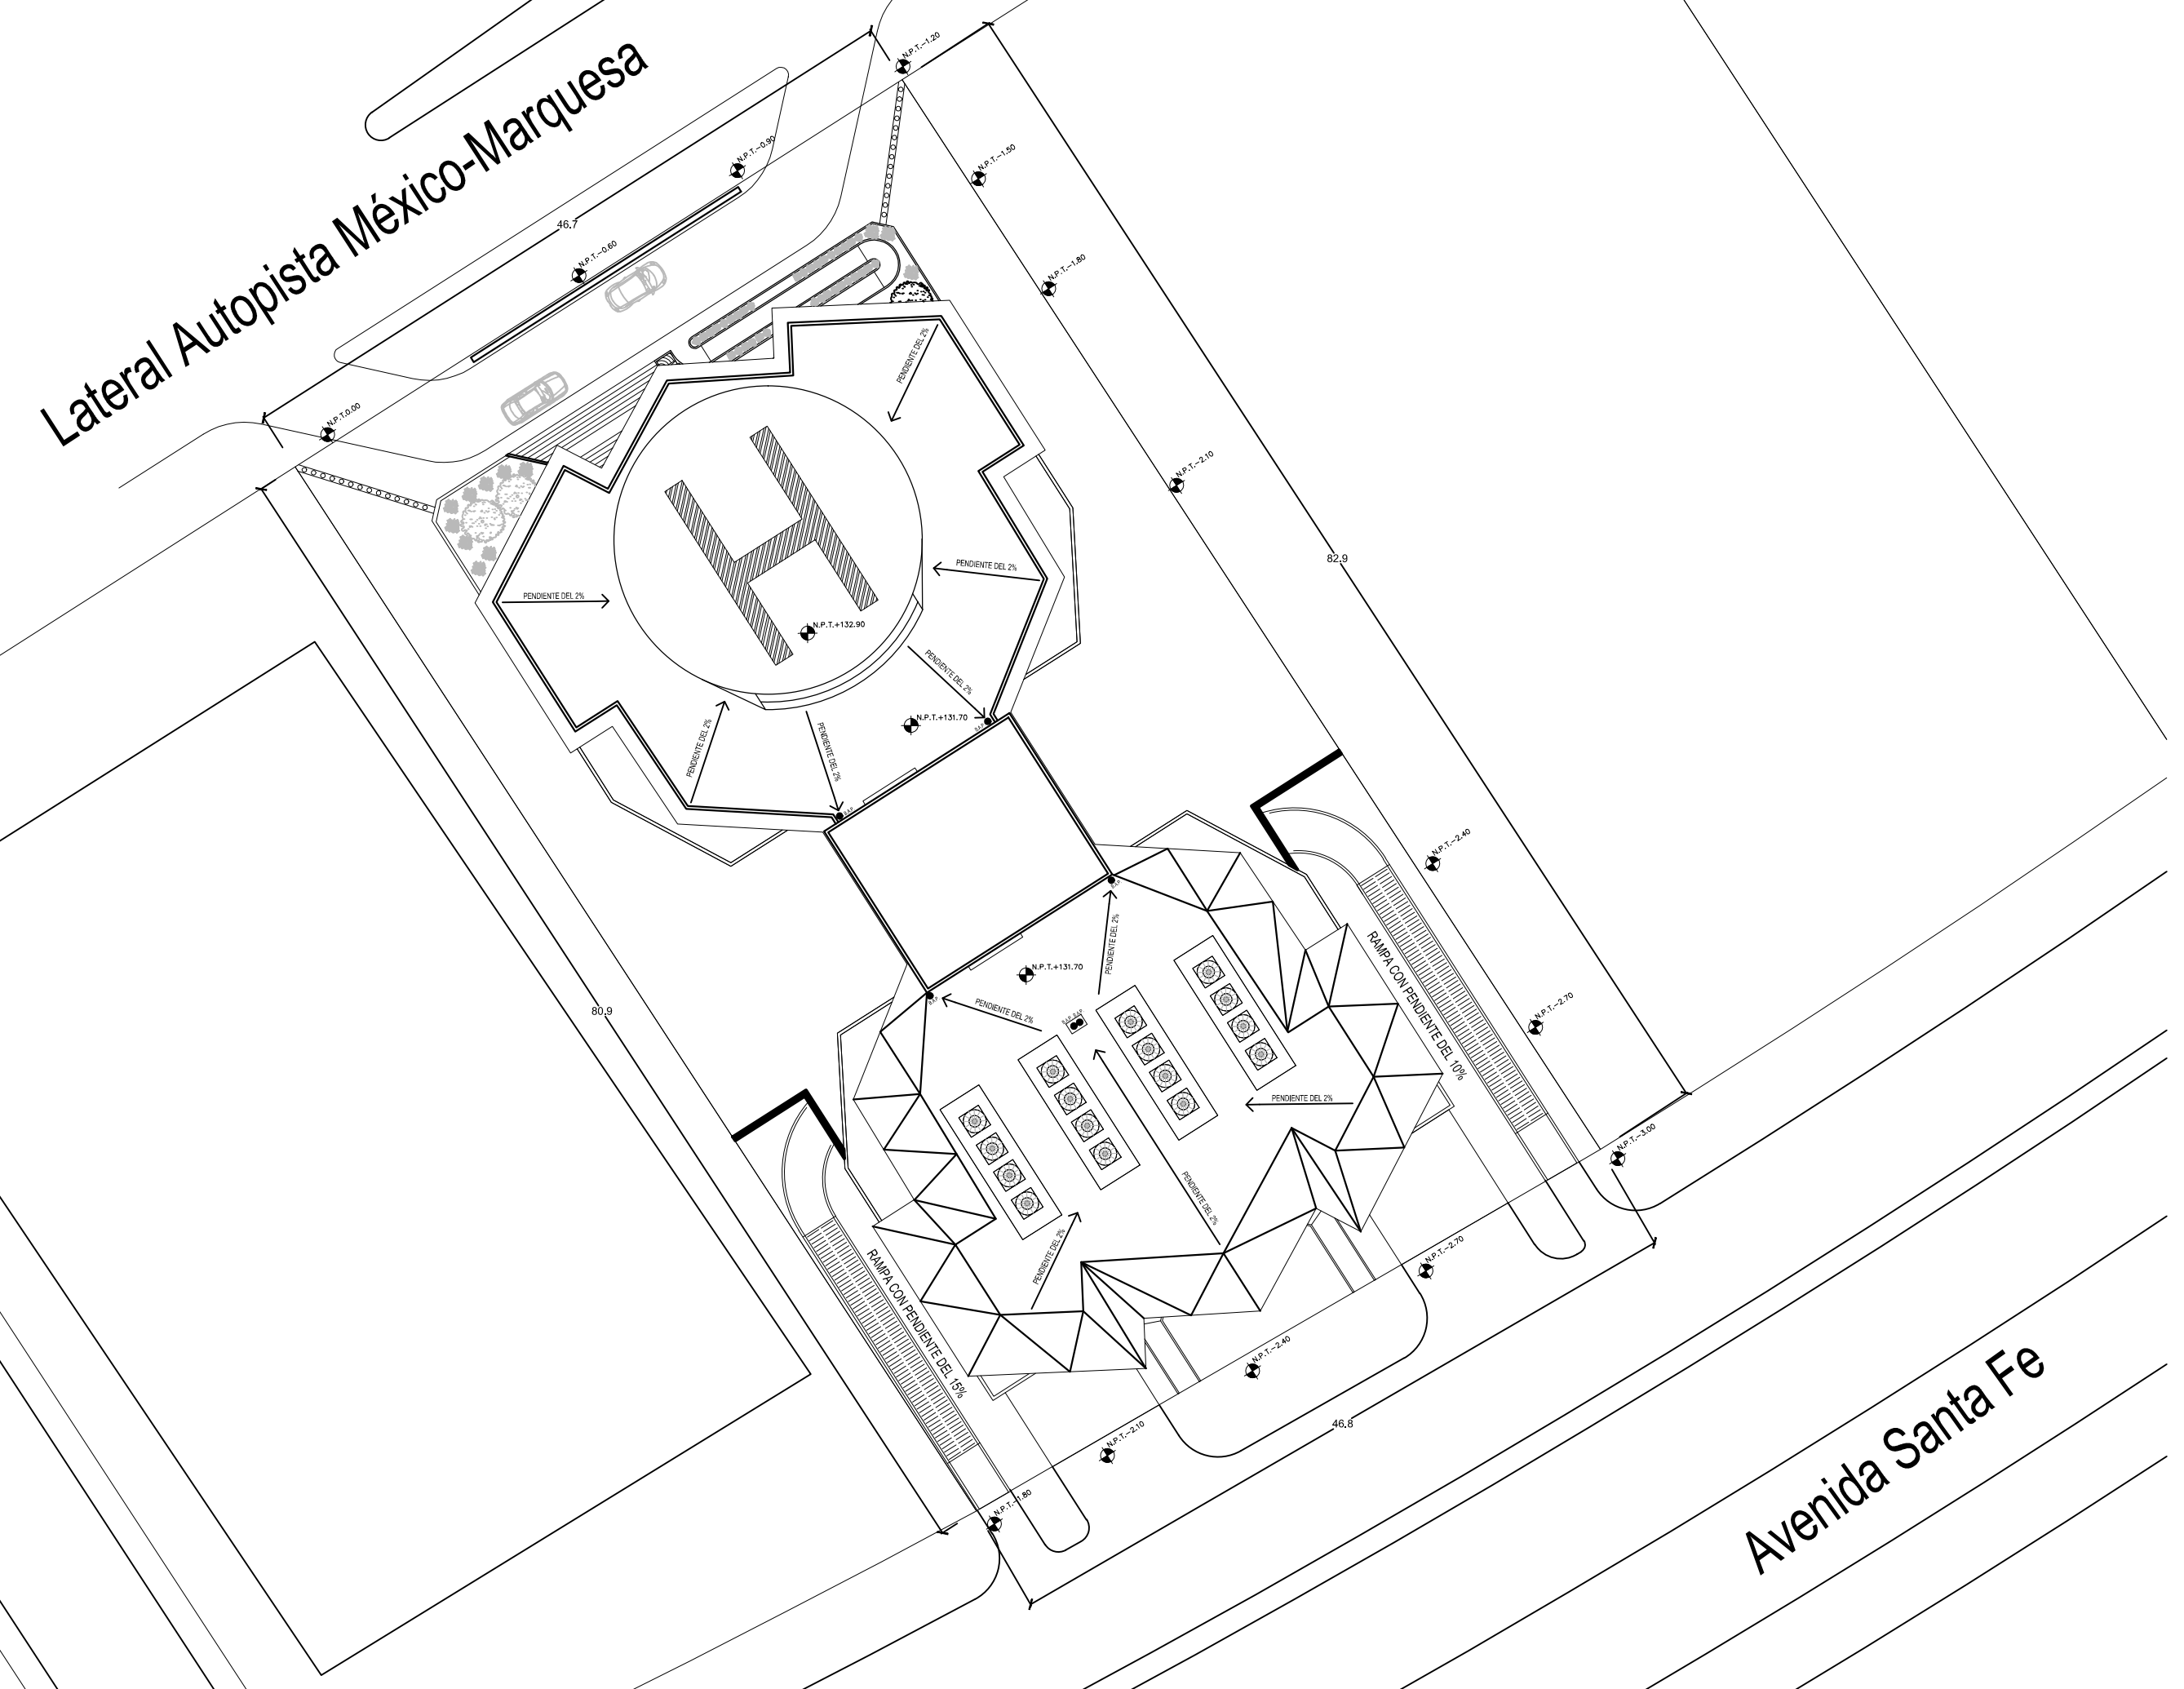 N.P.T.-1.20
Lateral Autopista México-Marquesa
N.P.T.-0.90
N.P.T.-1.50
46.7
N.P.T.-0.60
N.P.T.-1.80
PENDIENTE DEL 2%
N.P.T.0.00
N.P.T.-2.10
82.9
PENDIENTE DEL 2%
PENDIENTE DEL 2%
H
N.P.T.+132.90
PENDIENTE DEL 2%
N.P.T.+131.70
B.A.P.
PENDIENTE DEL 2%
PENDIENTE DEL 2%
B.A.P.
N.P.T.-2.40
B.A.P.
PENDIENTE DEL 2%
N.P.T.+131.70
B.A.P.
PENDIENTE DEL 2%
B.A.P. B.A.P.
80.9
RAMPA CON PENDIENTE DEL 10%
N.P.T.-2.70
PENDIENTE DEL 2%
N.P.T.-3.00
PENDIENTE DEL 2%
PENDIENTE DEL 2%
N.P.T.-2.70
RAMPA CON PENDIENTE DEL 15%
N.P.T.-2.40
46.8
N.P.T.-2.10
Avenida Santa Fe
N.P.T.-1.80